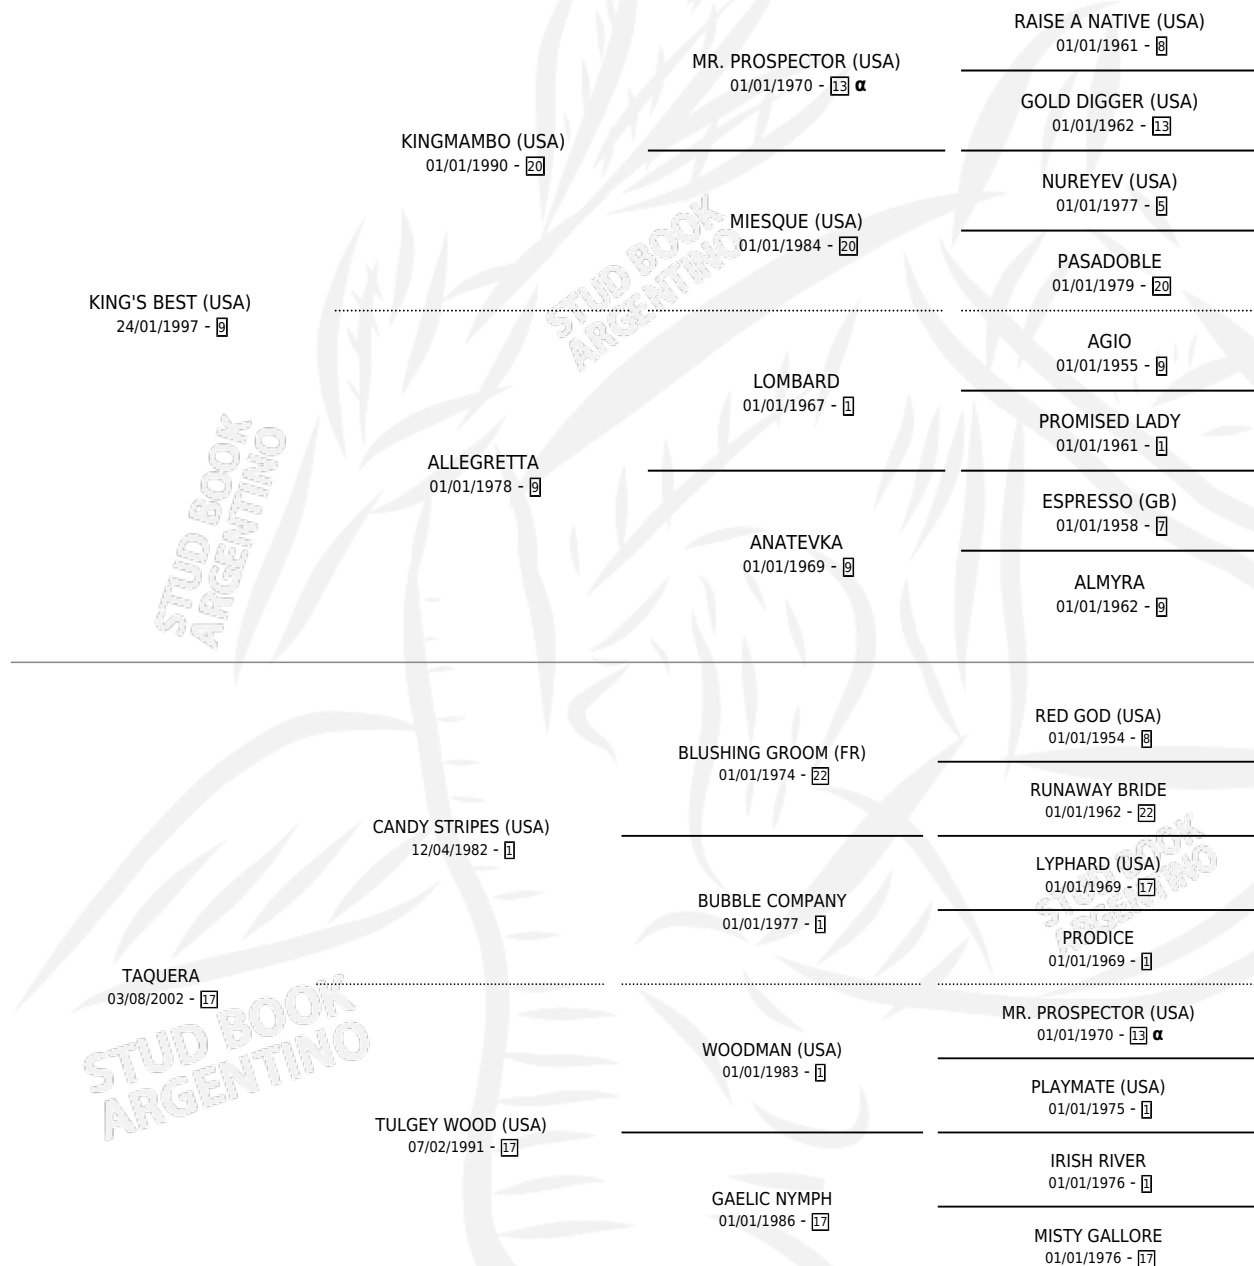 RAISE A NATIVE (USA)
01/01/1961 - 8
MR. PROSPECTOR (USA)
01/01/1970 - 13 α
GOLD DIGGER (USA)
01/01/1962 - 13
KINGMAMBO (USA)
01/01/1990 - 20
NUREYEV (USA)
01/01/1977 - 5
MIESQUE (USA)
01/01/1984 - 20
PASADOBLE
01/01/1979 - 20
KING'S BEST (USA)
24/01/1997 - 9
AGIO
01/01/1955 - 9
LOMBARD
01/01/1967 - 1
PROMISED LADY
01/01/1961 - 1
ALLEGRETTA
01/01/1978 - 9
ESPRESSO (GB)
01/01/1958 - 7
ANATEVKA
01/01/1969 - 9
ALMYRA
01/01/1962 - 9
RED GOD (USA)
01/01/1954 - 8
BLUSHING GROOM (FR)
01/01/1974 - 22
RUNAWAY BRIDE
01/01/1962 - 22
CANDY STRIPES (USA)
12/04/1982 - 1
LYPHARD (USA)
01/01/1969 - 17
BUBBLE COMPANY
01/01/1977 - 1
PRODICE
01/01/1969 - 1
TAQUERA
03/08/2002 - 17
MR. PROSPECTOR (USA)
01/01/1970 - 13 α
WOODMAN (USA)
01/01/1983 - 1
PLAYMATE (USA)
01/01/1975 - 1
TULGEY WOOD (USA)
07/02/1991 - 17
IRISH RIVER
01/01/1976 - 1
GAELIC NYMPH
01/01/1986 - 17
MISTY GALLORE
01/01/1976 - 17
STUD BOOK
ARGENTINO
STUD BOOK
ARGENTINO
STUD BOOK
ARGENTINO
STUD BOOK
ARGENTINO